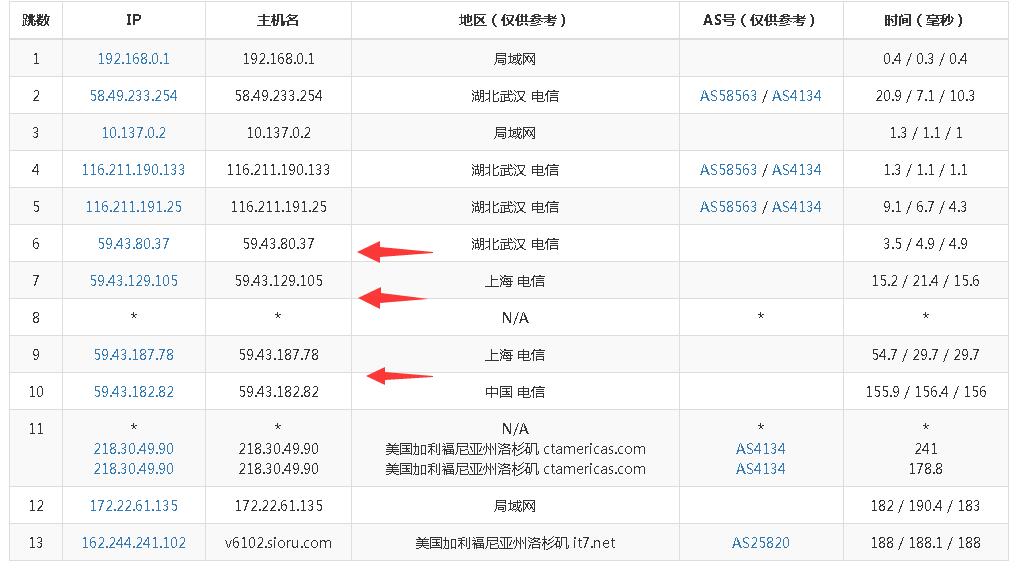 跳数 IP 主机名 地区（仅供参考） AS号（仅供参考） 时间（毫秒）
1 192.168.0.1 192.168.0.1 局域网 0.4 / 0.3 / 0.4
2 58.49.233.254 58.49.233.254 湖北武汉 电信 AS58563 / AS4134 20.9 / 7.1 / 10.3
3 10.137.0.2 10.137.0.2 局域网 1.3 / 1.1 / 1
4 116.211.190.133 116.211.190.133 湖北武汉 电信 AS58563 / AS4134 1.3 / 1.1 / 1.1
5 116.211.191.25 116.211.191.25 湖北武汉 电信 AS58563 / AS4134 9.1 / 6.7 / 4.3
6 59.43.80.37 59.43.80.37 湖北武汉 电信 3.5 / 4.9 / 4.9
7 59.43.129.105 59.43.129.105 上海 电信 15.2 / 21.4 / 15.6
8 * * N/A * *
9 59.43.187.78 59.43.187.78 上海 电信 54.7 / 29.7 / 29.7
10 59.43.182.82 59.43.182.82 中国 电信 155.9 / 156.4 / 156
11 * * N/A * *
218.30.49.90 218.30.49.90 美国加利福尼亚州洛杉矶 ctamericas.com AS4134 241
218.30.49.90 218.30.49.90 美国加利福尼亚州洛杉矶 ctamericas.com AS4134 178.8
12 172.22.61.135 172.22.61.135 局域网 182 / 190.4 / 183
13 162.244.241.102 v6102.sioru.com 美国加利福尼亚州洛杉矶 it7.net AS25820 188 / 188.1 / 188